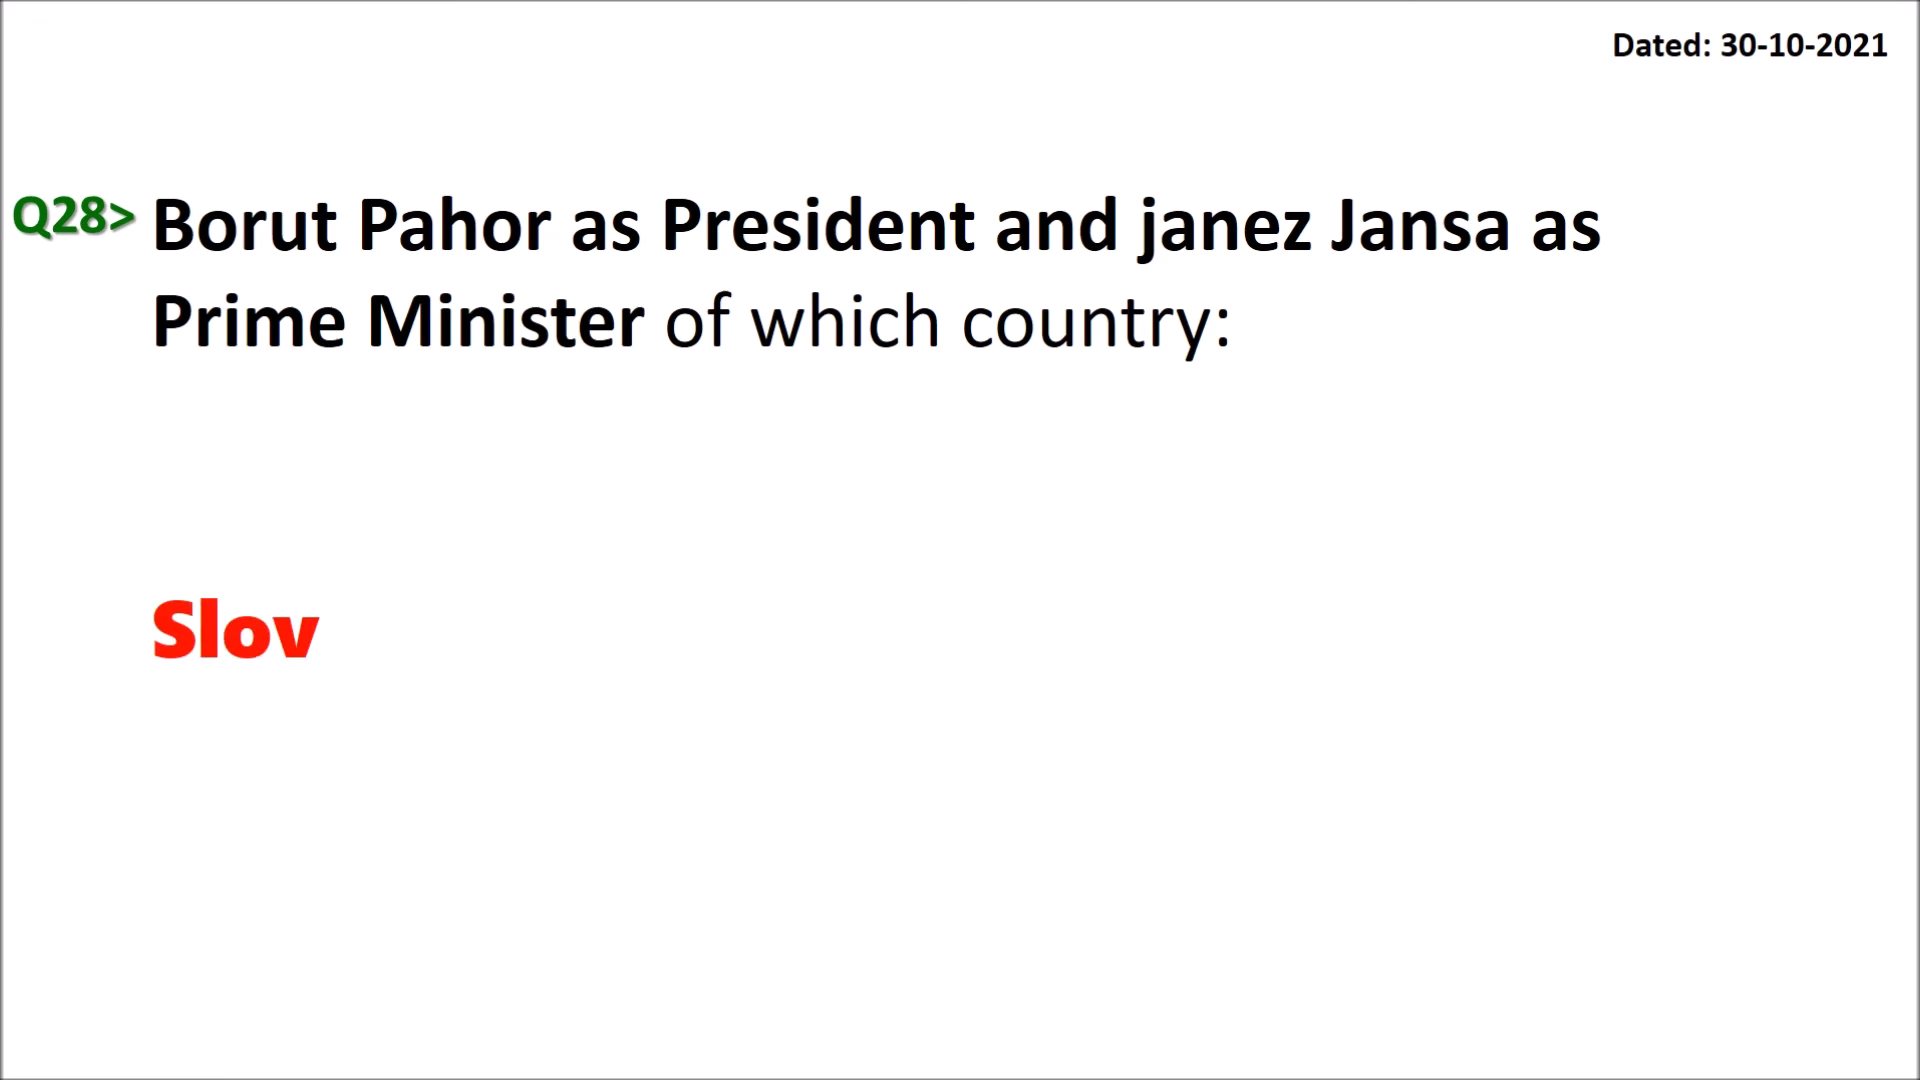 Dated: 30-10-2021
Q28> Borut Pahor as President and janez Jansa as
Prime Minister of which country:
Slov